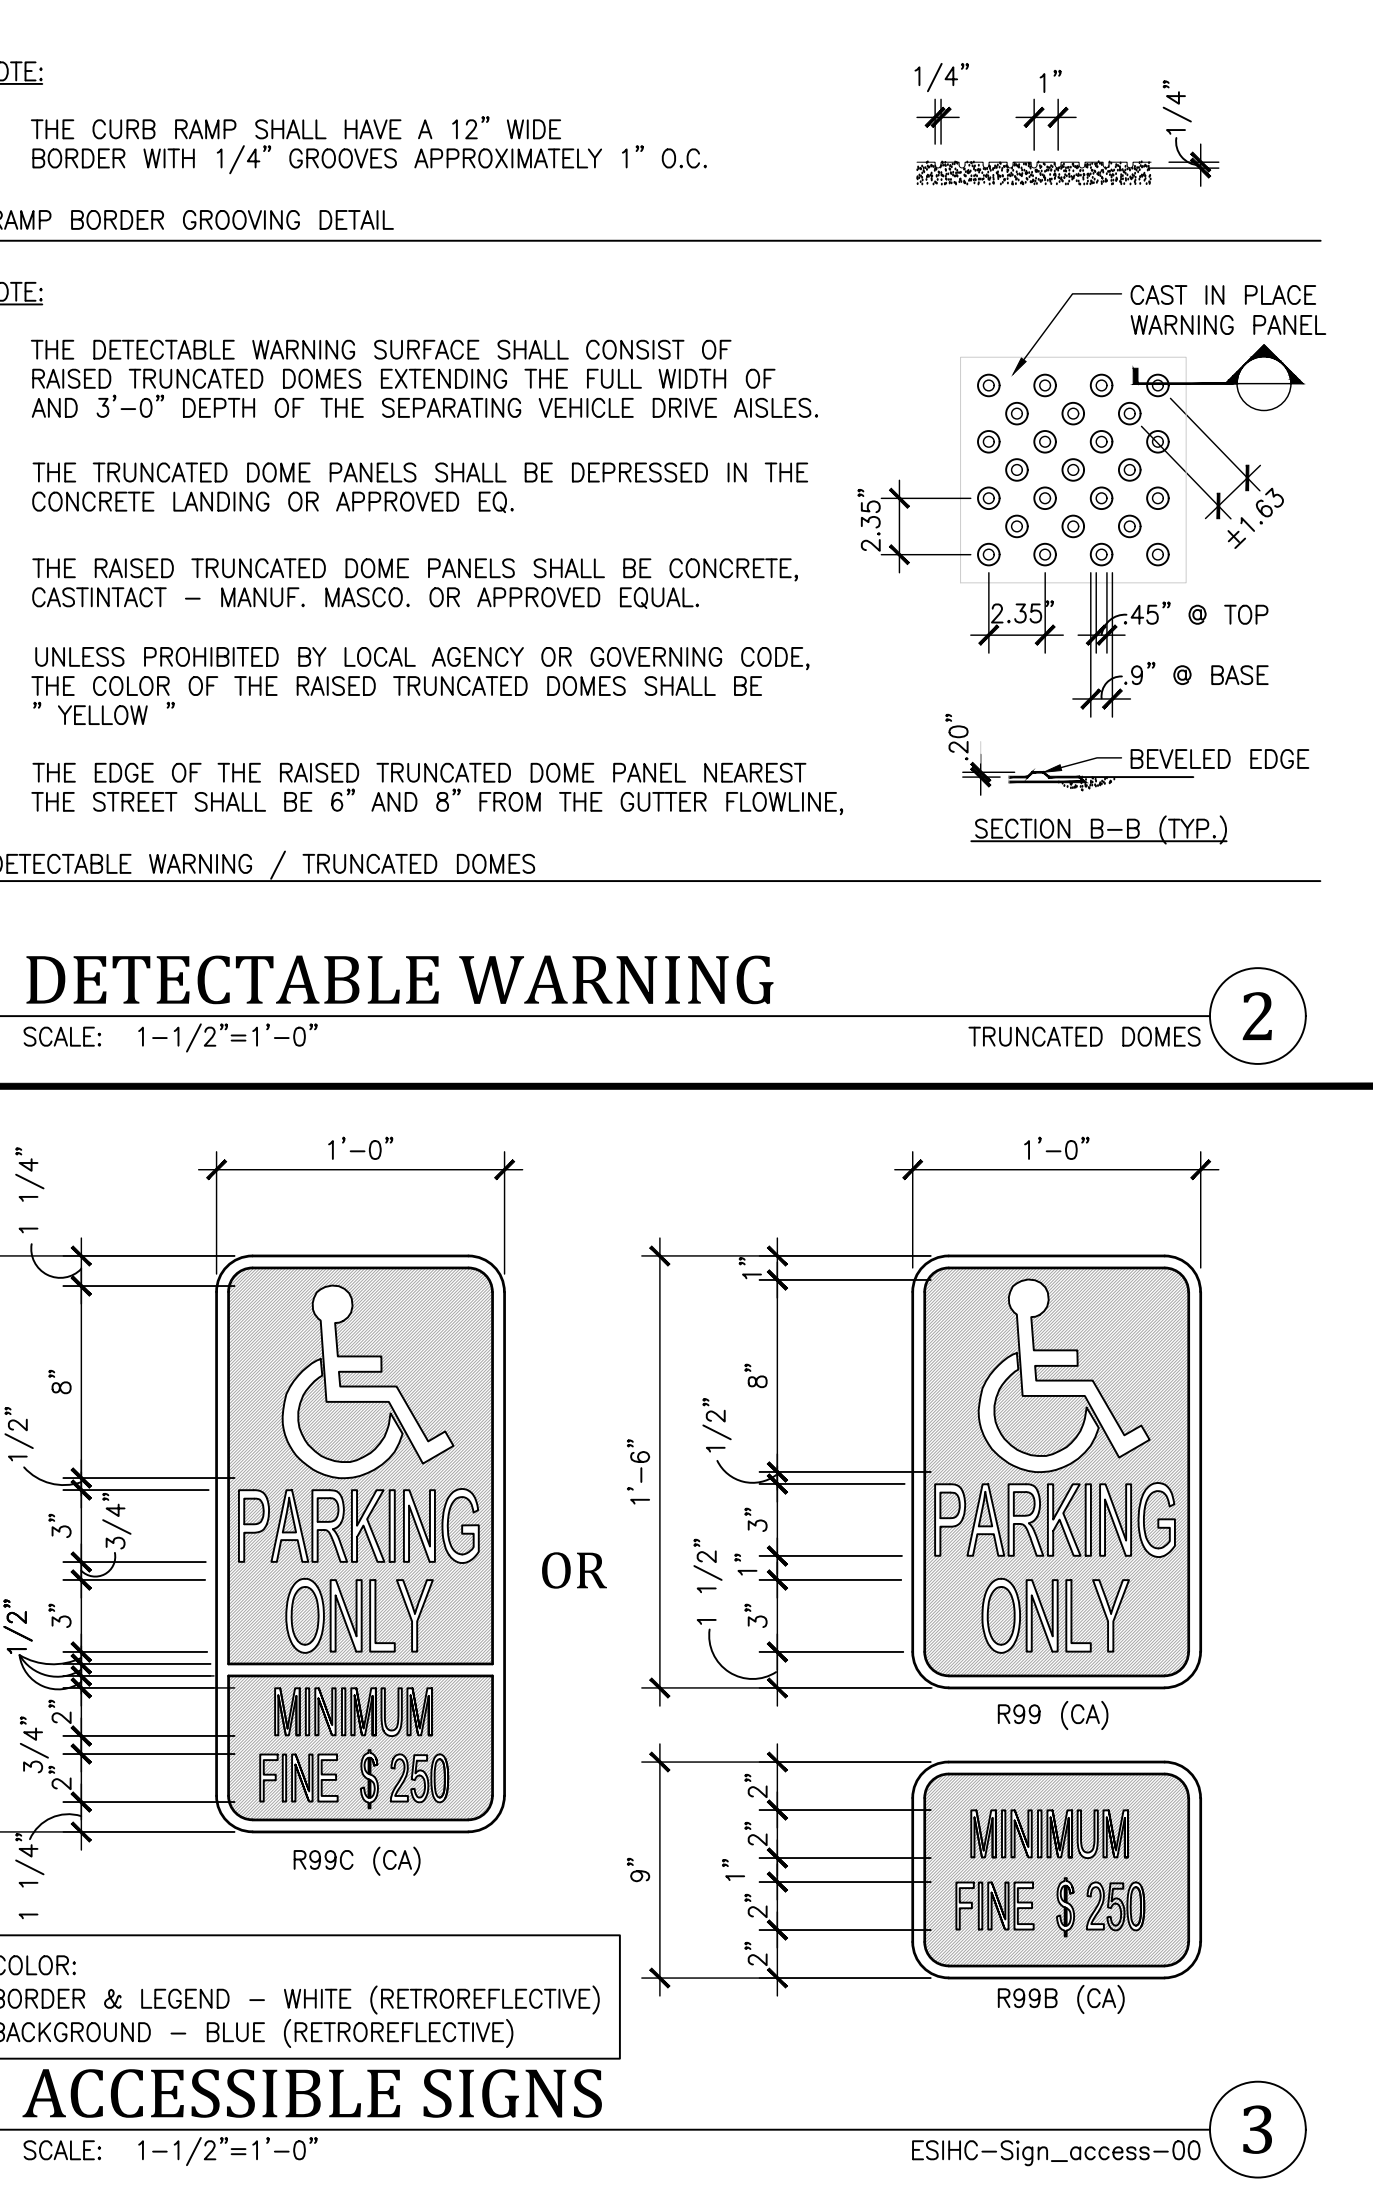 OTE:
THE CURB RAMP SHALL HAVE A 12” WIDE
BORDER WITH 1/4” GROOVES APPROXIMATELY 1” O.C.
1/4”
1”
1/4”
RAMP BORDER GROOVING DETAIL
OTE:
THE DETECTABLE WARNING SURFACE SHALL CONSIST OF
RAISED TRUNCATED DOMES EXTENDING THE FULL WIDTH OF
AND 3'-0” DEPTH OF THE SEPARATING VEHICLE DRIVE AISLES.
THE TRUNCATED DOME PANELS SHALL BE DEPRESSED IN THE
CONCRETE LANDING OR APPROVED EQ.
THE RAISED TRUNCATED DOME PANELS SHALL BE CONCRETE,
CASTINTACT – MANUF. MASCO. OR APPROVED EQUAL.
UNLESS PROHIBITED BY LOCAL AGENCY OR GOVERNING CODE,
THE COLOR OF THE RAISED TRUNCATED DOMES SHALL BE
” YELLOW ”
THE EDGE OF THE RAISED TRUNCATED DOME PANEL NEAREST
THE STREET SHALL BE 6” AND 8” FROM THE GUTTER FLOWLINE,
CAST IN PLACE
WARNING PANEL
2.35”
±1.63
2.35”
.45” @ TOP
.9” @ BASE
.20”
BEVELED EDGE
SECTION B-B (TYP.)
DETECTABLE WARNING / TRUNCATED DOMES
DETECTABLE WARNING
SCALE: 1-1/2”=1'-0”
TRUNCATED DOMES
2
1'-0”
1 1/4”
8”
1/2”
3”
3/4”
3”
1/2”
2”
3/4”
2”
1 1/4”
PARKING
ONLY
MINIMUM
FINE $ 250
R99C (CA)
OR
1'-0”
1'-6”
1”
8”
1/2”
3”
1”
3”
1 1/2”
PARKING
ONLY
R99 (CA)
9”
2”
2”
1”
2”
2”
MINIMUM
FINE $ 250
R99B (CA)
COLOR:
BORDER & LEGEND – WHITE (RETROREFLECTIVE)
BACKGROUND – BLUE (RETROREFLECTIVE)
ACCESSIBLE SIGNS
SCALE: 1-1/2”=1'-0”
ESIHC-Sign_access-00
3